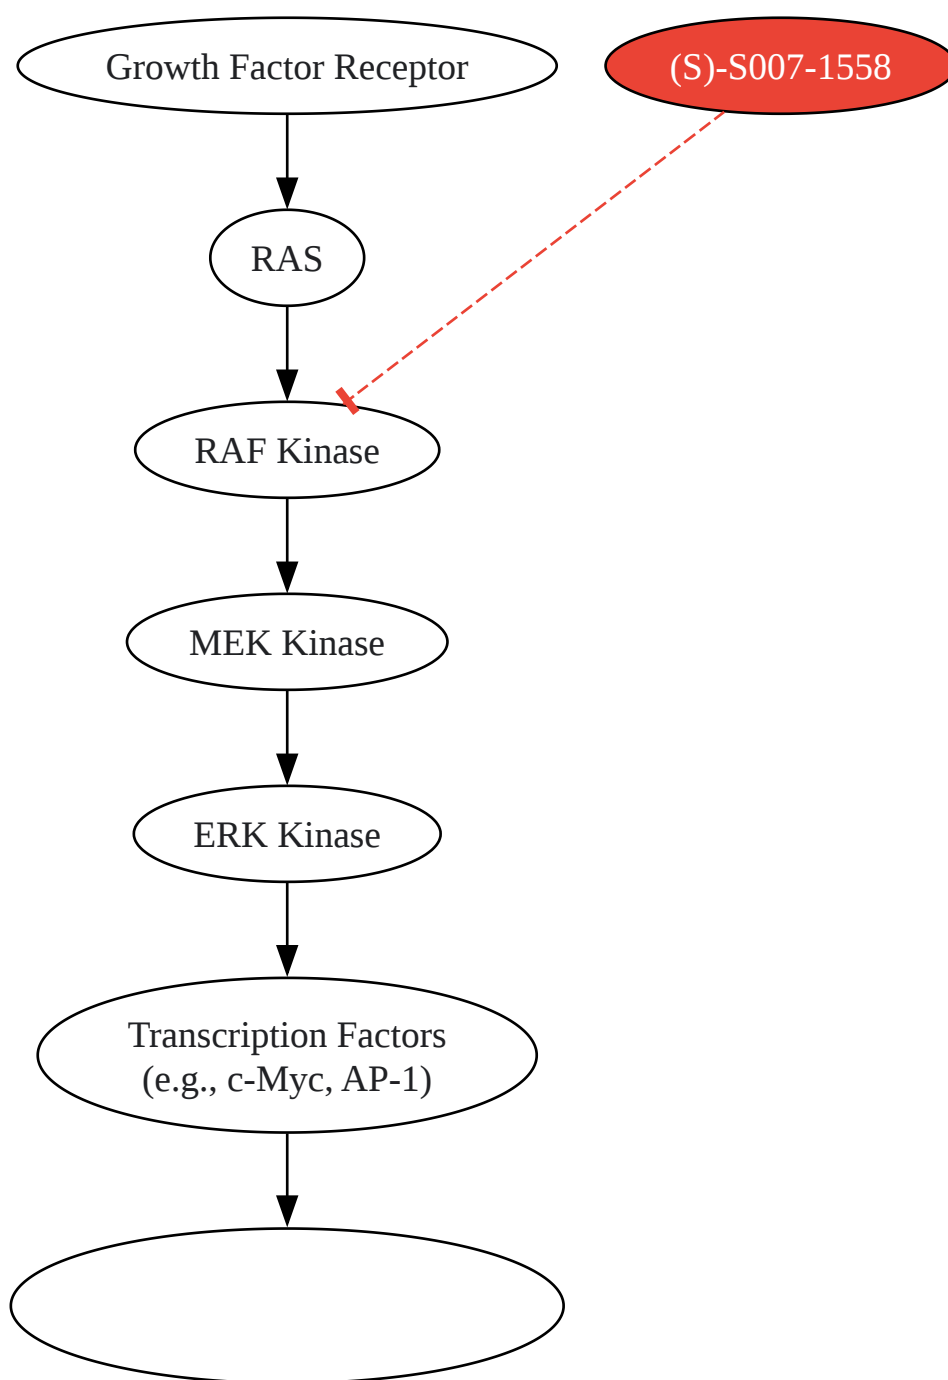 Growth Factor Receptor
(S)-S007-1558
RAS
RAF Kinase
MEK Kinase
ERK Kinase
Transcription Factors
(e.g., c-Myc, AP-1)